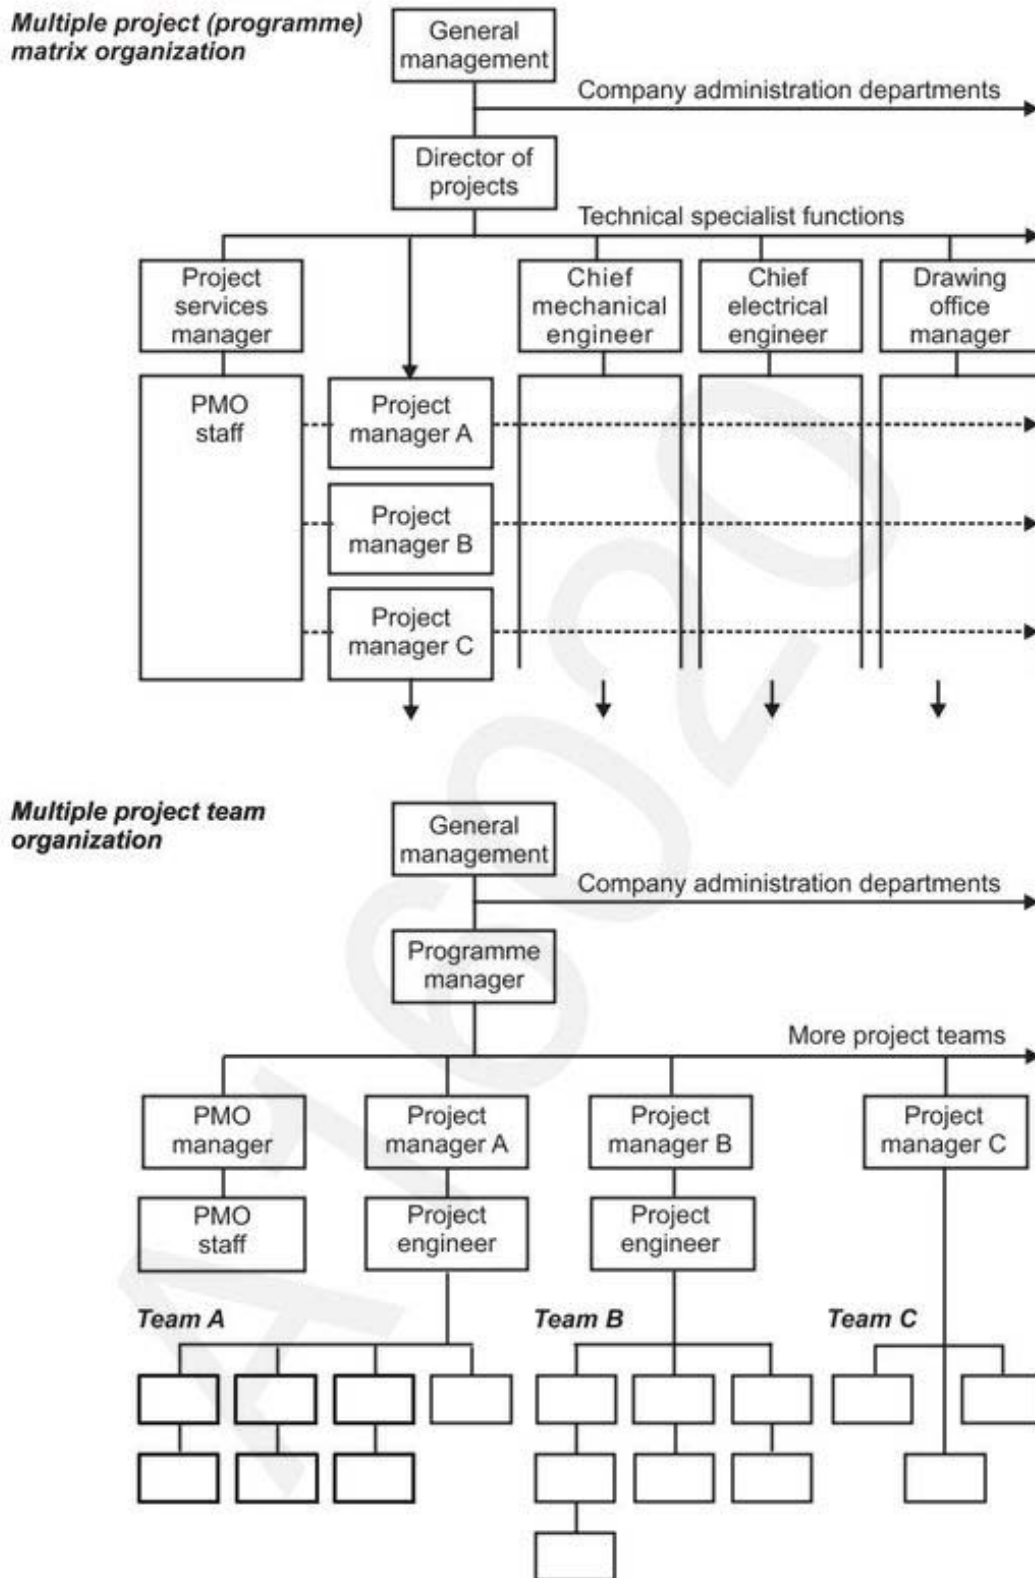 Multiple project (programme)
matrix organization
General
management
Company administration departments
Director of
projects
Technical specialist functions
Project
services
manager
Chief
mechanical
engineer
Chief
electrical
engineer
Drawing
office
manager
PMO
staff
Project
manager A
Project
manager B
Project
manager C
Multiple project team
organization
General
management
Company administration departments
Programme
manager
More project teams
PMO
manager
Project
manager A
Project
manager B
Project
manager C
PMO
staff
Project
engineer
Project
engineer
Team A
Team B
Team C
A16020